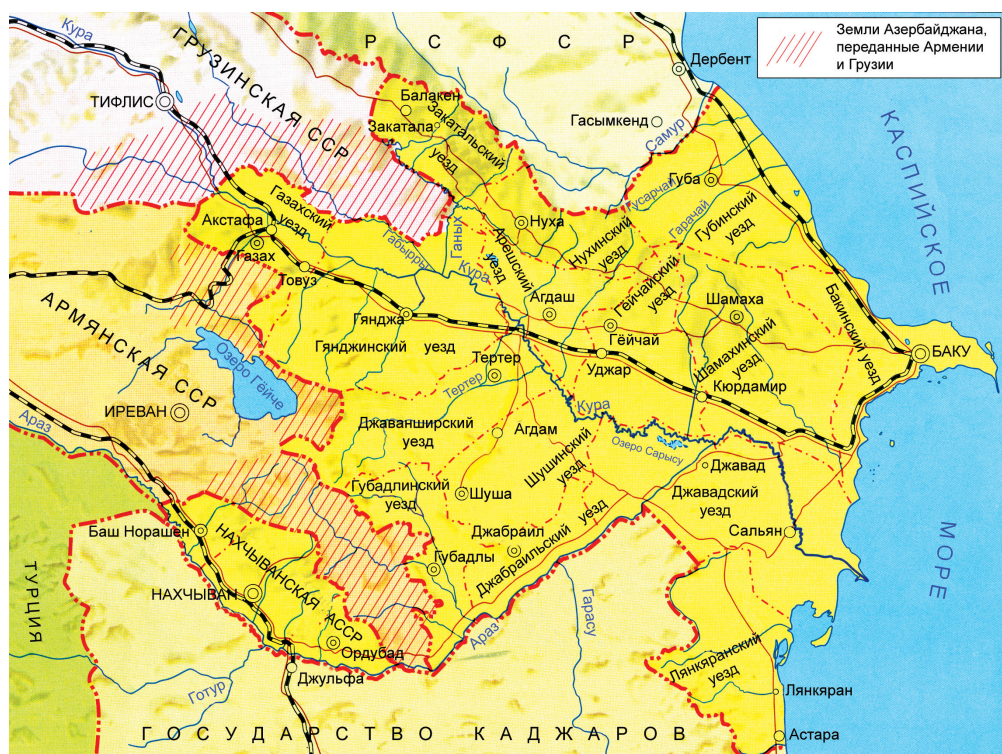 Земли Азербайджана,
переданные Армении
и Грузии
Кура
ГРУЗИНСКАЯ ССР
РСФСР
Дербент
ТИФЛИС
Балакен
Закатала
Закатальский
уезд
Гасымкенд
Самур
КАСПИЙСКОЕ
МОРЕ
Губа
Гусарчай
Гарачай
Губинский
уезд
Газахский
уезд
Акстафа
Газах
Товуз
Габырры
Ганых
Кура
Нуха
Арешский
уезд
Нухинский
уезд
Гёйчайский
уезд
Агдаш
Шамаха
Бакинский уезд
БАКУ
АРМЯНСКАЯ ССР
Озеро Гёйче
ИРЕВАН
Араз
Гянджа
Гянджинский уезд
Тертер
Тертер
Гёйчай
Уджар
Шамахинский
уезд
Кюрдамир
Кура
Озеро Сарысу
Джаванширский
уезд
Агдам
Шушинский
уезд
Джавад
Джавадский
уезд
Сальян
Губадлинский
уезд
Шуша
Джабраил
Губадлы
Джабраильский уезд
Баш Норашен
НАХЧЫВАНСКАЯ
АССР
НАХЧЫВАН
Ордубад
Джульфа
Араз
Гарасу
Готур
ТУРЦИЯ
Лянкяранский
уезд
Лянкяран
Астара
ГОСУДАРСТВО КАДЖАРОВ